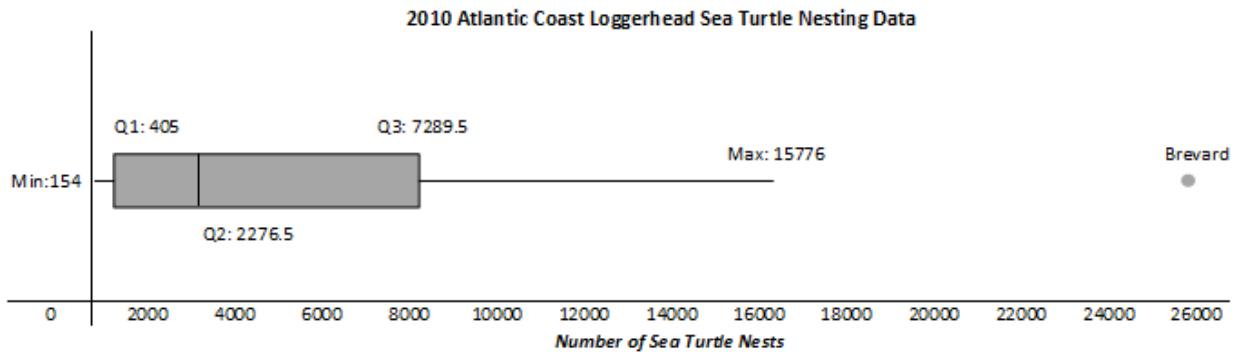 2010 Atlantic Coast Loggerhead Sea Turtle Nesting Data
Q1: 405
Q3: 7289.5
Max: 15776
Brevard
Min:154
Q2: 2276.5
0 2000 4000 6000 8000 10000 12000 14000 16000 18000 20000 22000 24000 26000
Number of Sea Turtle Nests